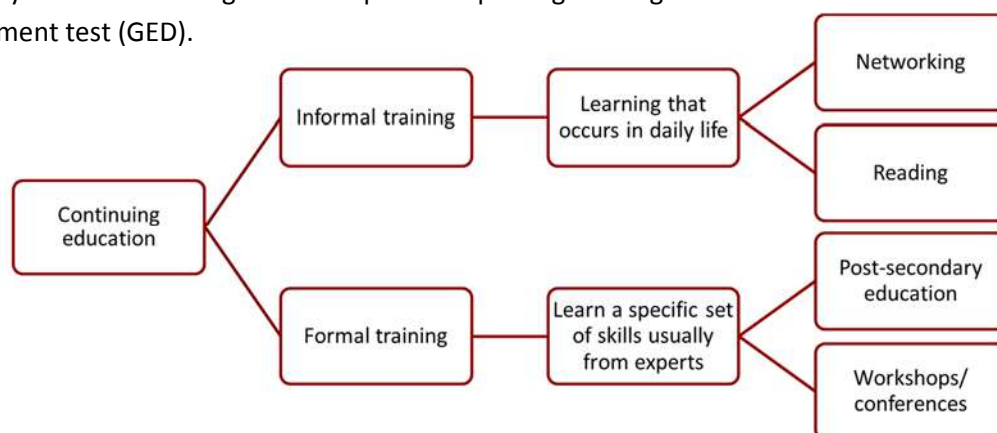 ment test (GED).
Networking
Informal training
Learning that
occurs in daily life
Reading
Continuing
education
Post-secondary
education
Formal training
Learn a specific set
of skills usually
from experts
Workshops/
conferences